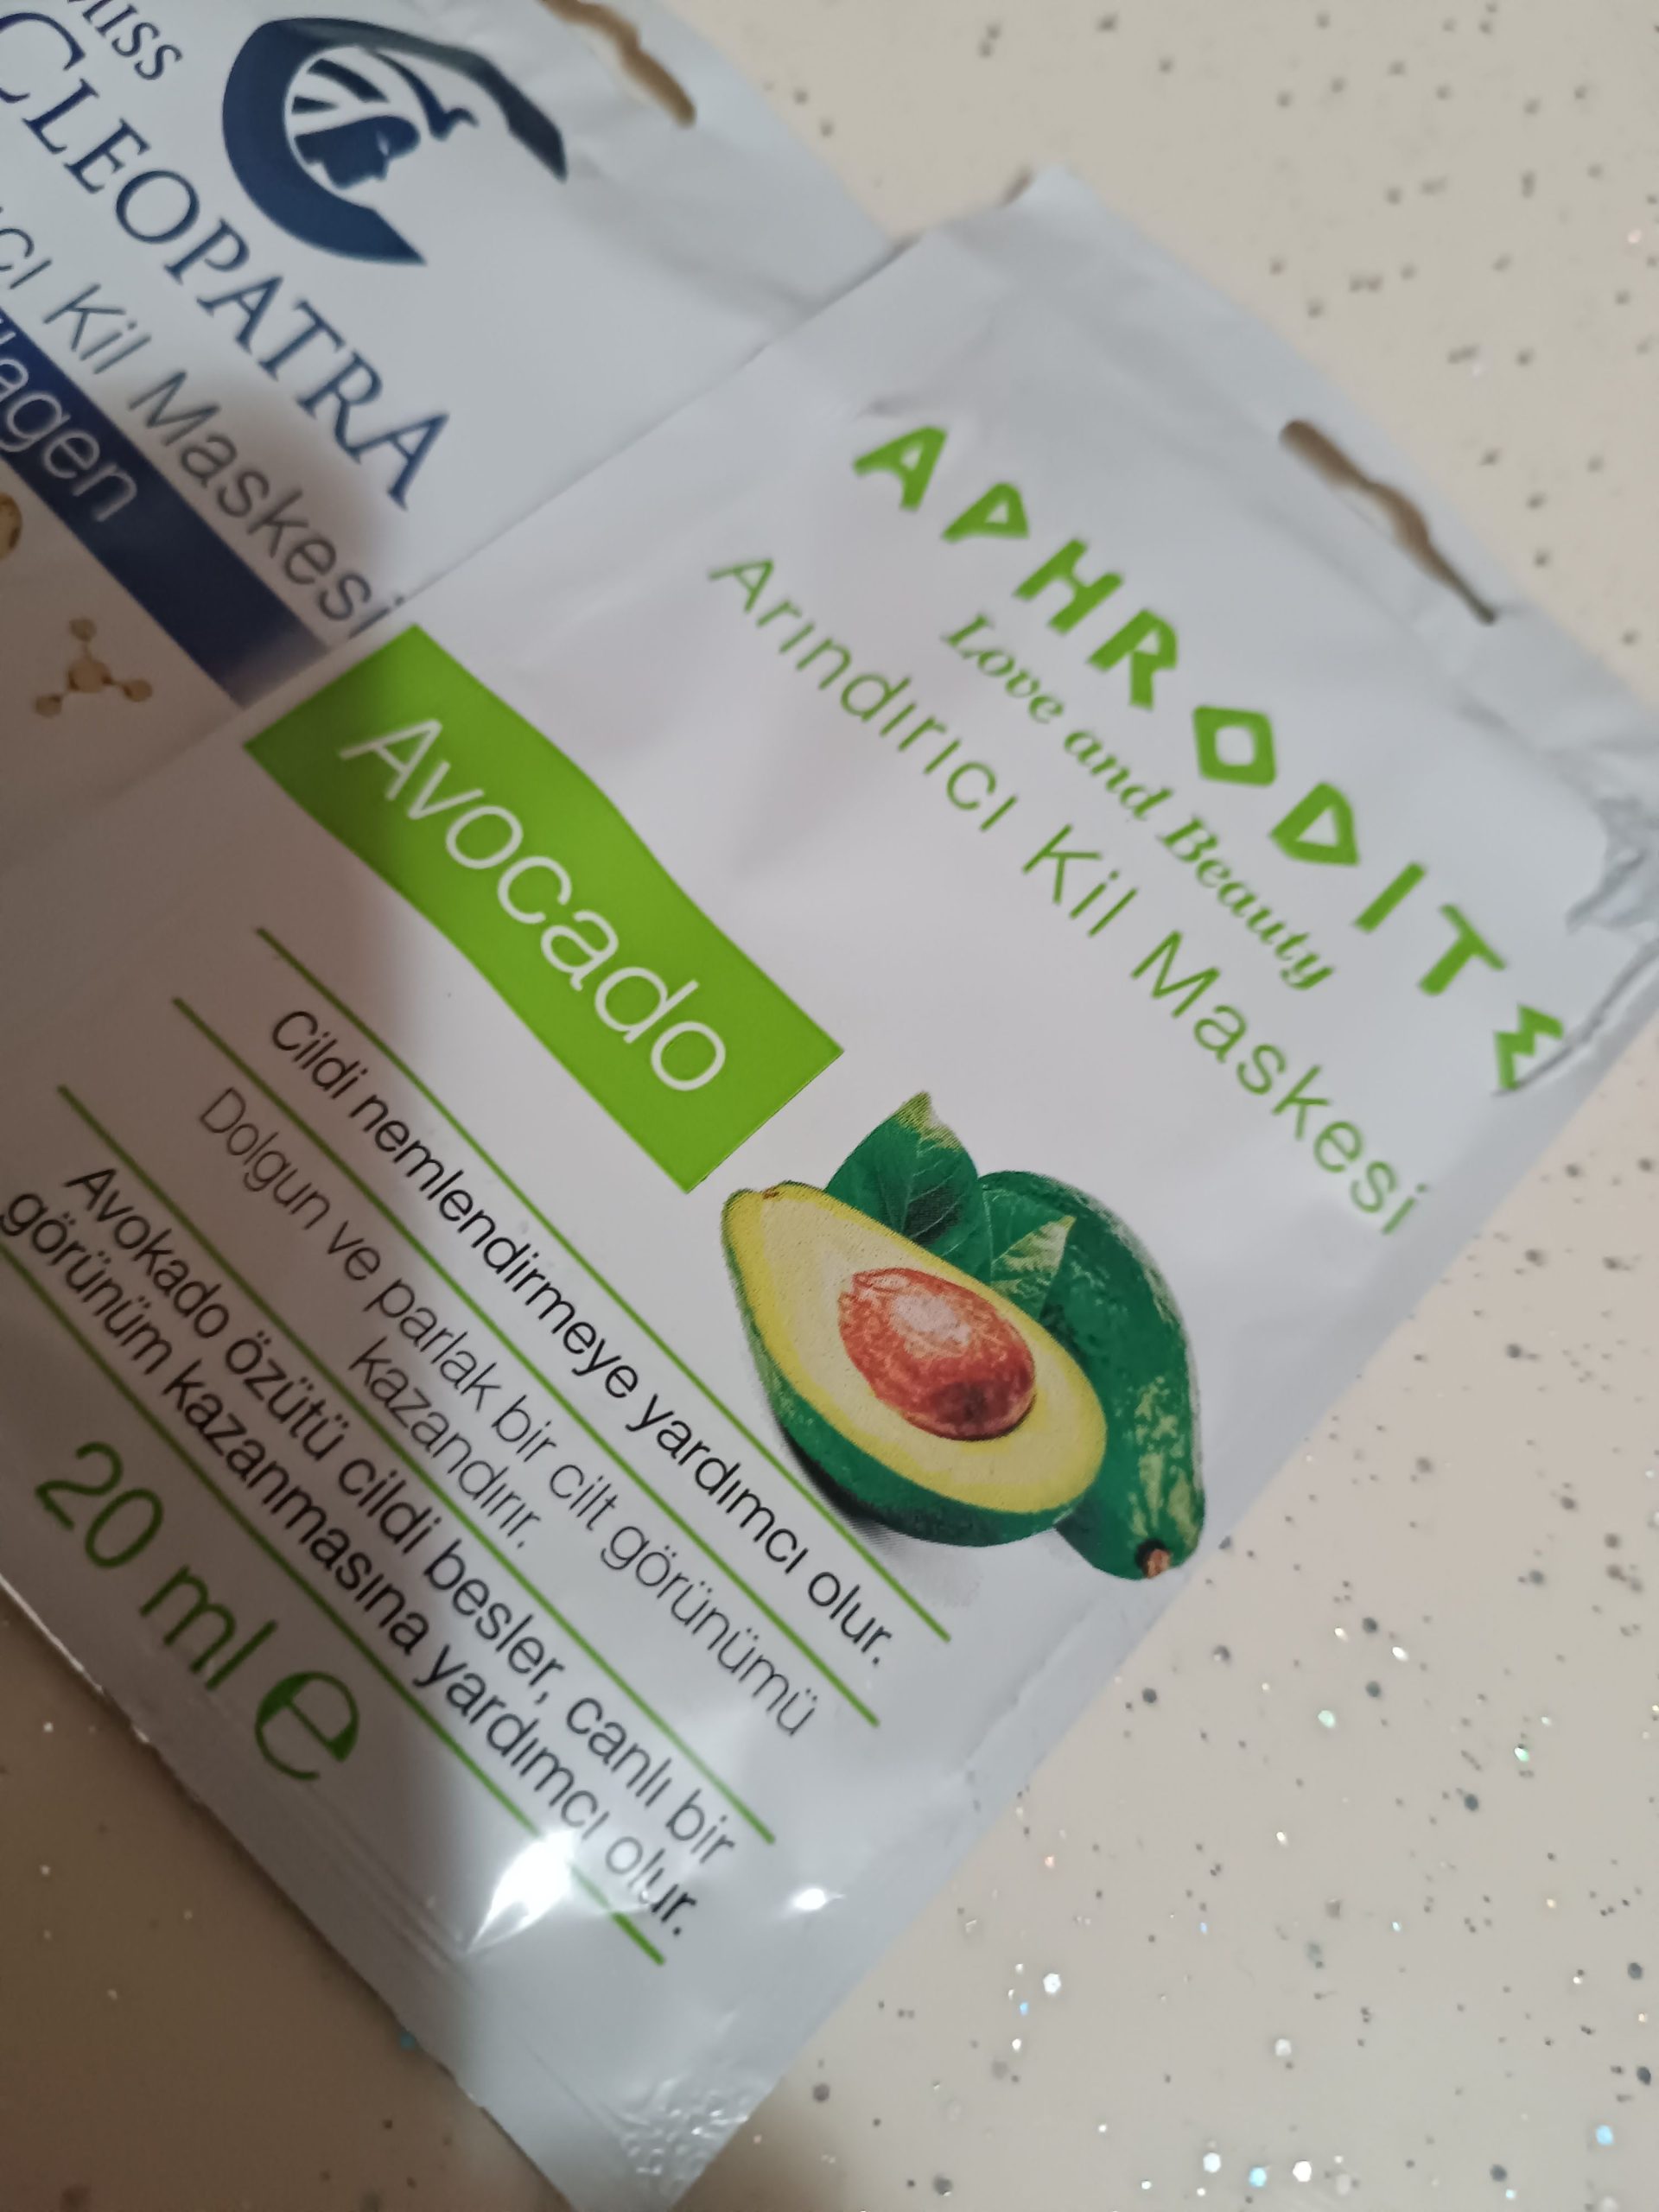 MISS
CLEOPATRA
Kil Maskesi
APHRODITE
Love and Beauty
Arındırıcı Kil Maskesi
Avocado
Cildi nemlendirmeye yardımcı olur.
Dolgun ve parlak bir cilt görünümü
kazandırır.
Avokado özütü cildi besler, canlı bir
görünüm kazanmasına yardımcı olur.
20 ml e